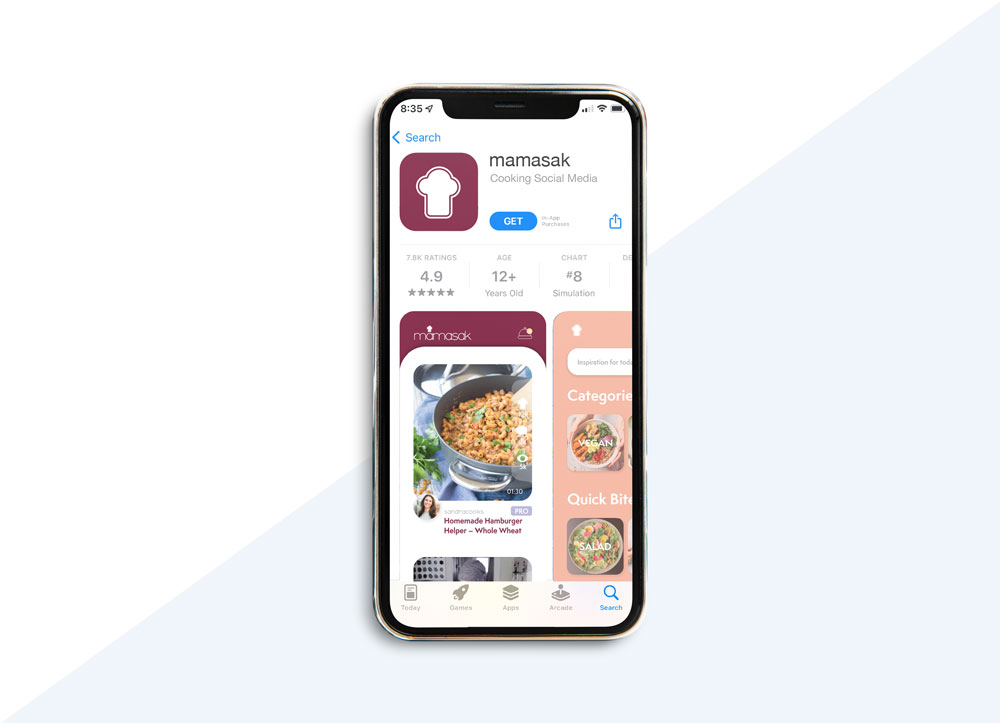 8:35
Search
mamasak
Cooking Social Media
GET
In-App
Purchases
7.8K RATINGS
AGE
CHART
DE
4.9
12+
#8
Years Old
Simulation
mamasak
Inspiration for toda
Categorie
VEGAN
5k
01:30
Quick Bite
sandracooks
PRO
Homemade Hamburger
Helper – Whole Wheat
SALAD
Today
Games
Apps
Arcade
Search